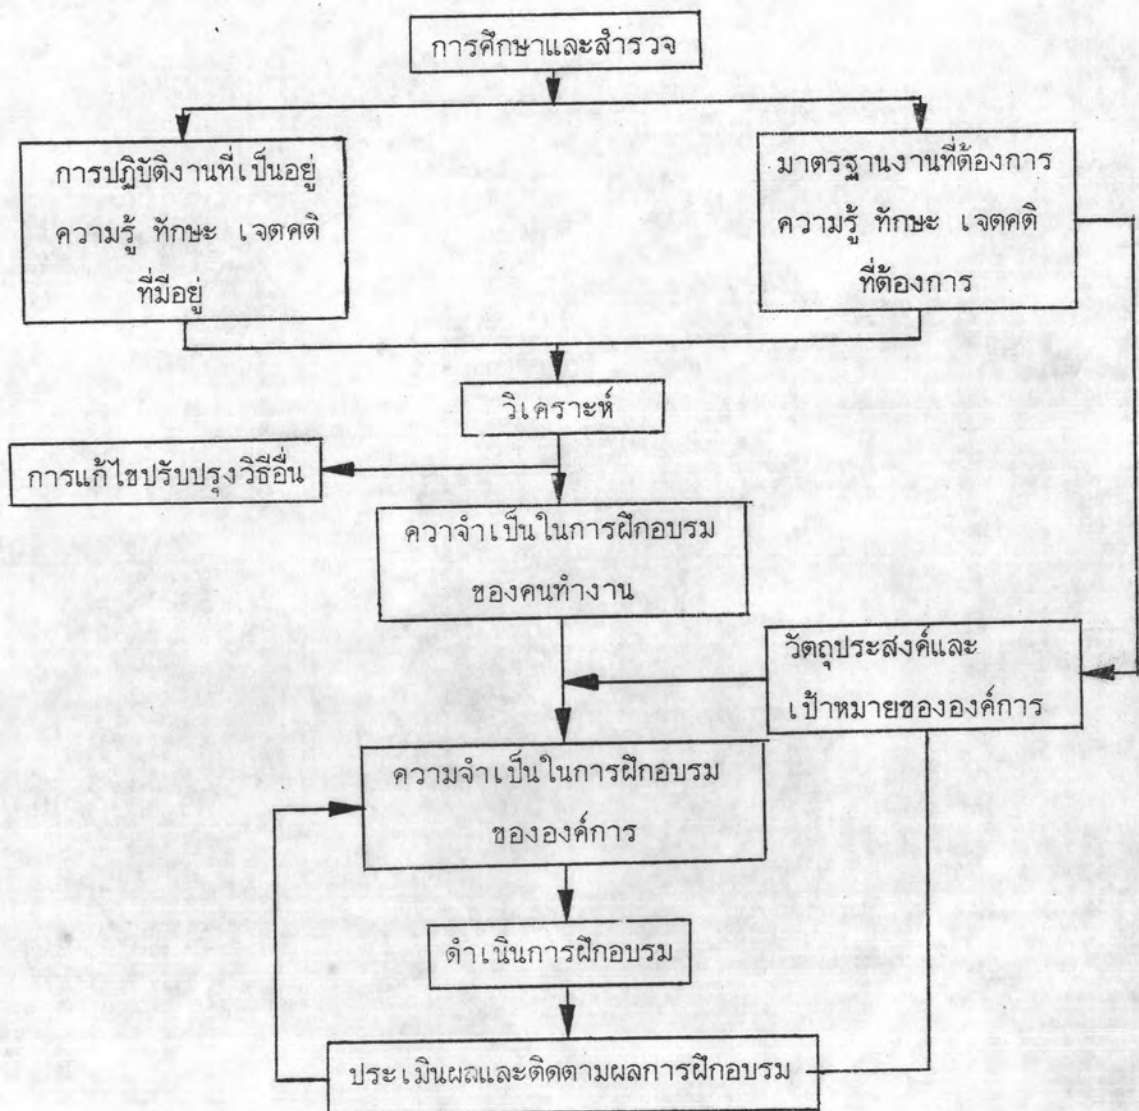 การศึกษาและสำรวจ
การปฏิบัติงานที่เป็นอยู่
ความรู้ ทักษะ เจตคติ
ที่มีอยู่
มาตรฐานงานที่ต้องการ
ความรู้ ทักษะ เจตคติ
ที่ต้องการ
วิเคราะห์
การแก้ไขปรับปรุงวิธีอื่น
ควาจำเป็นในการฝึกอบรม
ของคนทำงาน
วัตถุประสงค์และ
เป้าหมายขององค์การ
ความจำเป็นในการฝึกอบรม
ขององค์การ
ดำเนินการฝึกอบรม
ประเมินผลและติดตามผลการฝึกอบรม